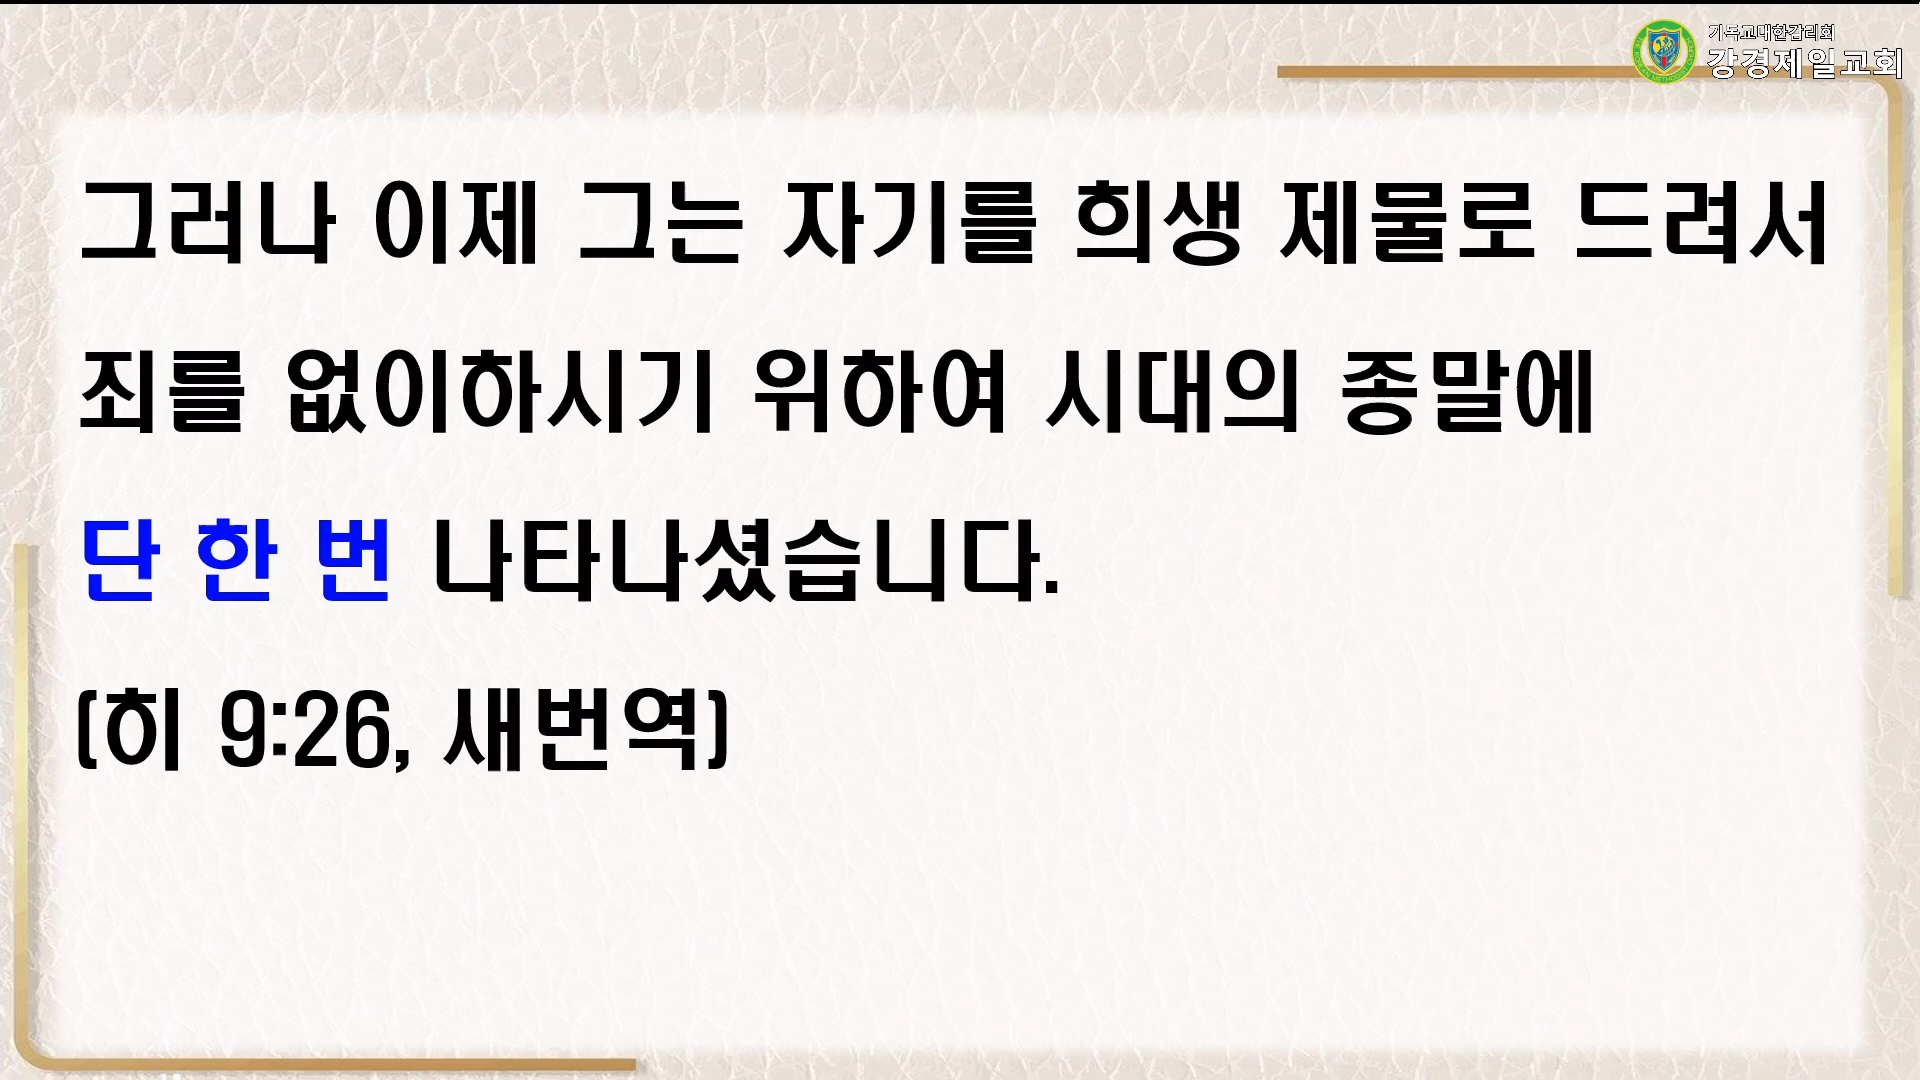 기독교대한감리회
강경제일교회
그러나 이제 그는 자기를 희생 제물로 드려서
죄를 없이하시기 위하여 시대의 종말에
단 한 번 나타나셨습니다.
(히 9:26, 새번역)